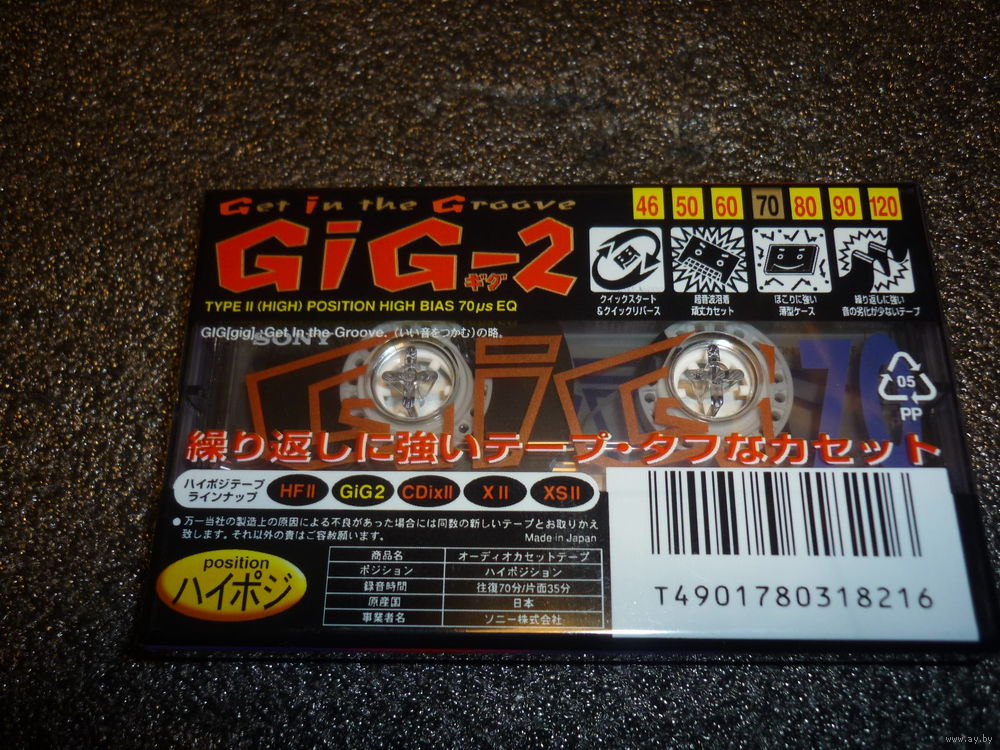 Get in the Groove
46 50 60 70 80 90 120
GiG-2
ギグ
TYPE II (HIGH) POSITION HIGH BIAS 70μs EQ
クイックスタート
&クイックリバース
超音波溶着
頑丈カセット
ほこりに強い
薄型ケース
繰り返しに強い
音の劣化が少ないテープ
GIG[gig] :Get In the Groove.（いい音をつかむ）の略。
SONY
GiG 70
05
PP
繰り返しに強いテープ・タフなカセット
ハイポジテープ
ラインナップ
HFII GiG2 CDixII XII XSII
●万一当社の製造上の原因による不良があった場合には同数の新しいテープとお取りかえ
致します。それ以外の責はご容赦願います。
Made in Japan
position
ハイポジ
商品名 オーディオカセットテープ
ポジション ハイポジション
録音時間 往復70分/片面35分
原産国 日本
事業者名 ソニー株式会社
T4901780318216
www.ay.by